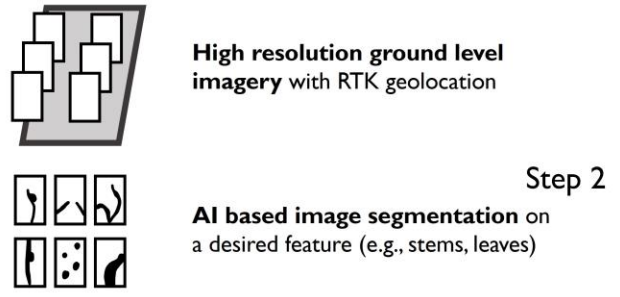 High resolution ground level
imagery with RTK geolocation
Step 2
AI based image segmentation on
a desired feature (e.g., stems, leaves)